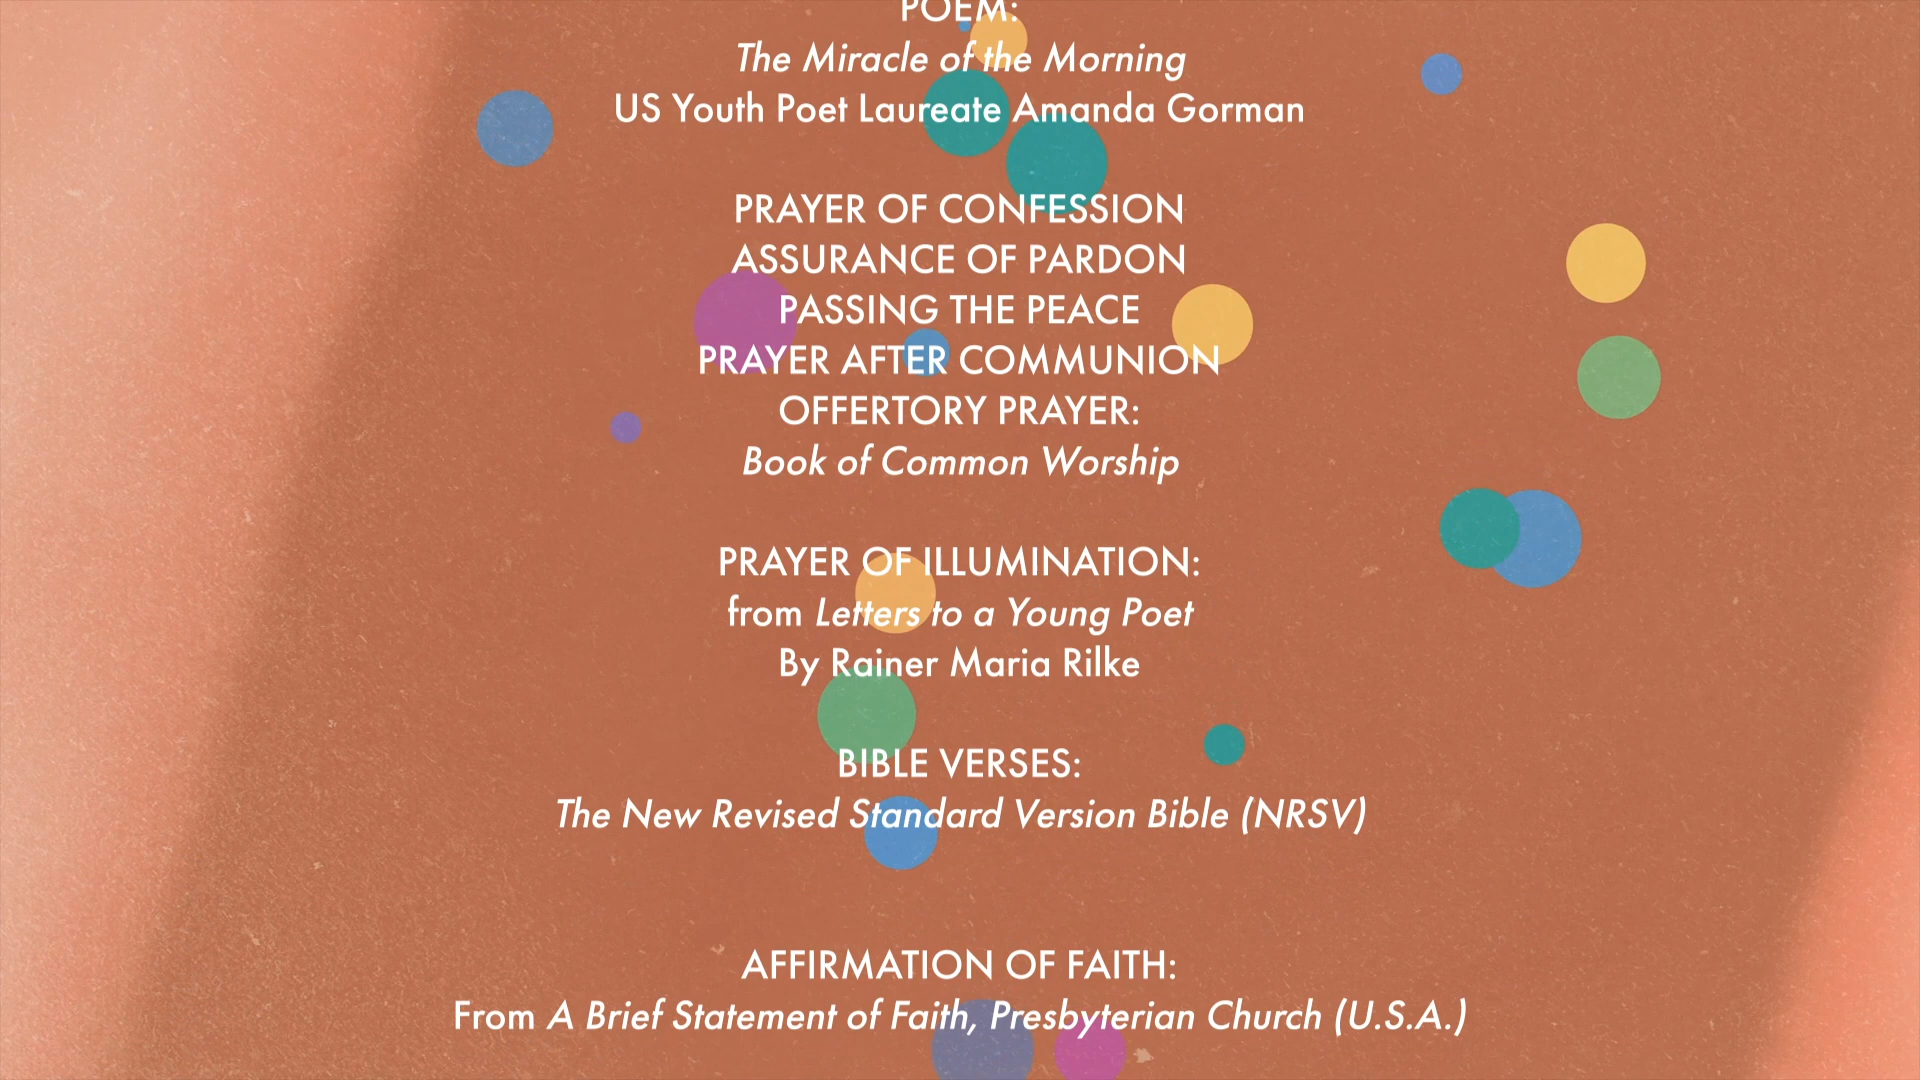 POEM:
The Miracle of the Morning
US Youth Poet Laureate Amanda Gorman
PRAYER OF CONFESSION
ASSURANCE OF PARDON
PASSING THE PEACE
PRAYER AFTER COMMUNION
OFFERTORY PRAYER:
Book of Common Worship
PRAYER OF ILLUMINATION:
from Letters to a Young Poet
By Rainer Maria Rilke
BIBLE VERSES:
The New Revised Standard Version Bible (NRSV)
AFFIRMATION OF FAITH:
From A Brief Statement of Faith, Presbyterian Church (U.S.A.)